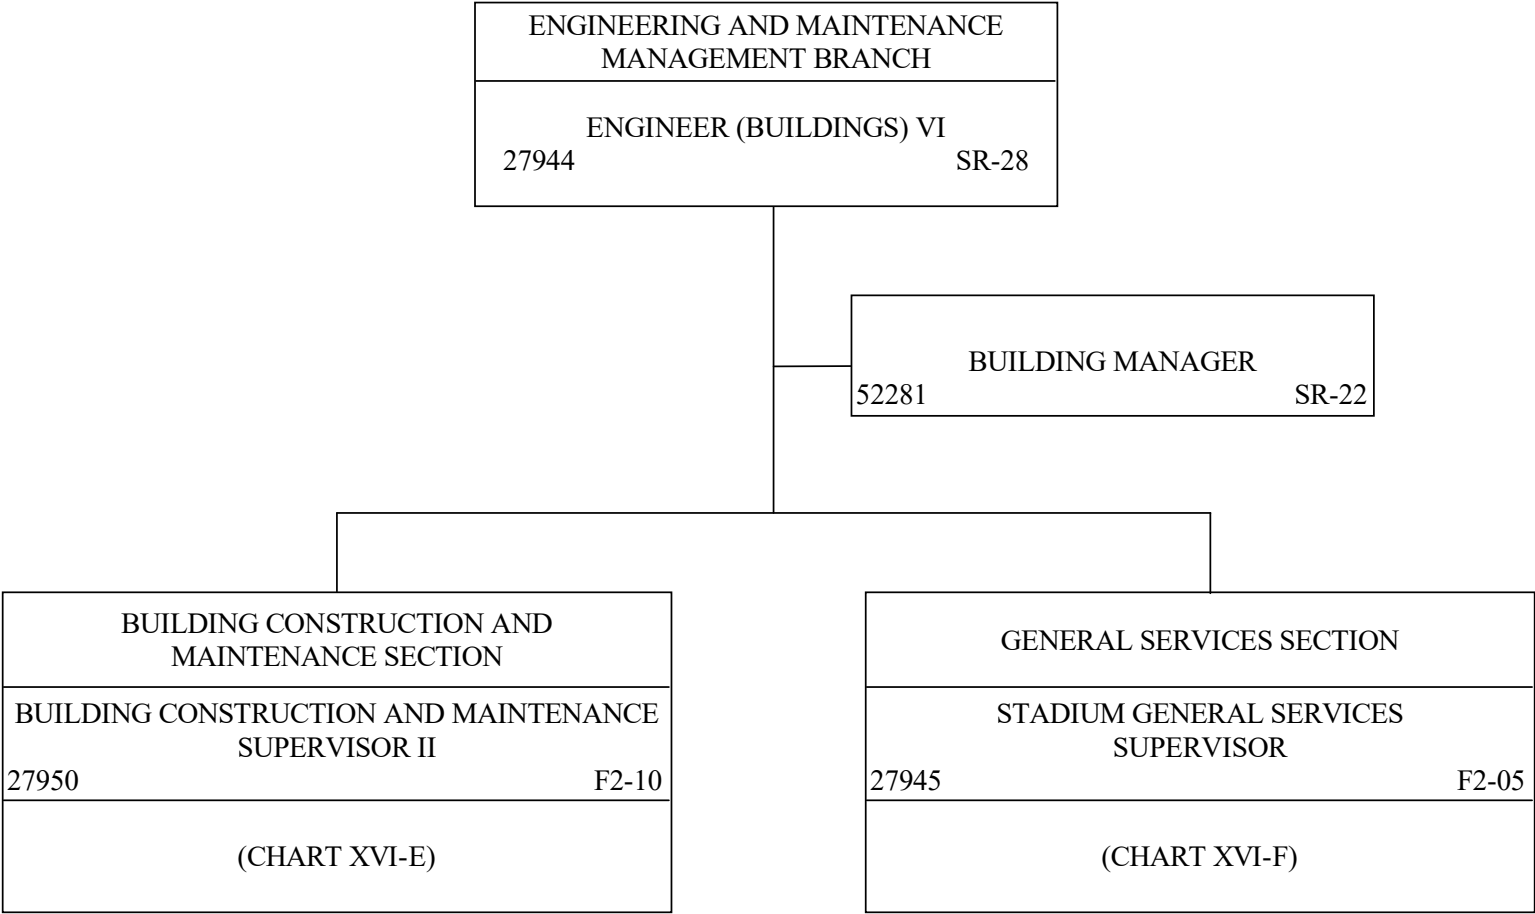 ENGINEERING AND MAINTENANCE
MANAGEMENT BRANCH
ENGINEER (BUILDINGS) VI
27944 SR-28
BUILDING MANAGER
52281 SR-22
BUILDING CONSTRUCTION AND
MAINTENANCE SECTION
BUILDING CONSTRUCTION AND MAINTENANCE
SUPERVISOR II
27950 F2-10
(CHART XVI-E)
GENERAL SERVICES SECTION
STADIUM GENERAL SERVICES
SUPERVISOR
27945 F2-05
(CHART XVI-F)